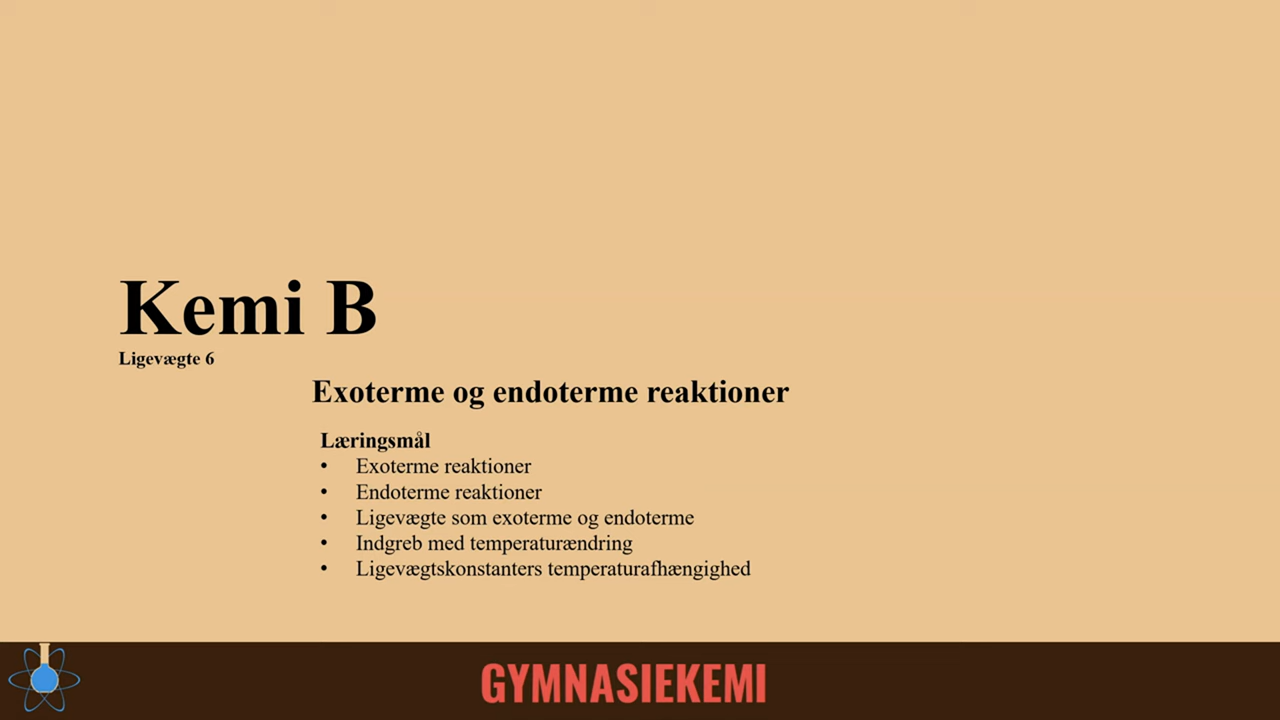 Kemi B
Ligevægte 6
Exoterme og endoterme reaktioner
Læringsmål
• Exoterme reaktioner
• Endoterme reaktioner
• Ligevægte som exoterme og endoterme
• Indgreb med temperaturændring
• Ligevægtskonstanters temperaturafhængighed
GYMNASIEKEMI